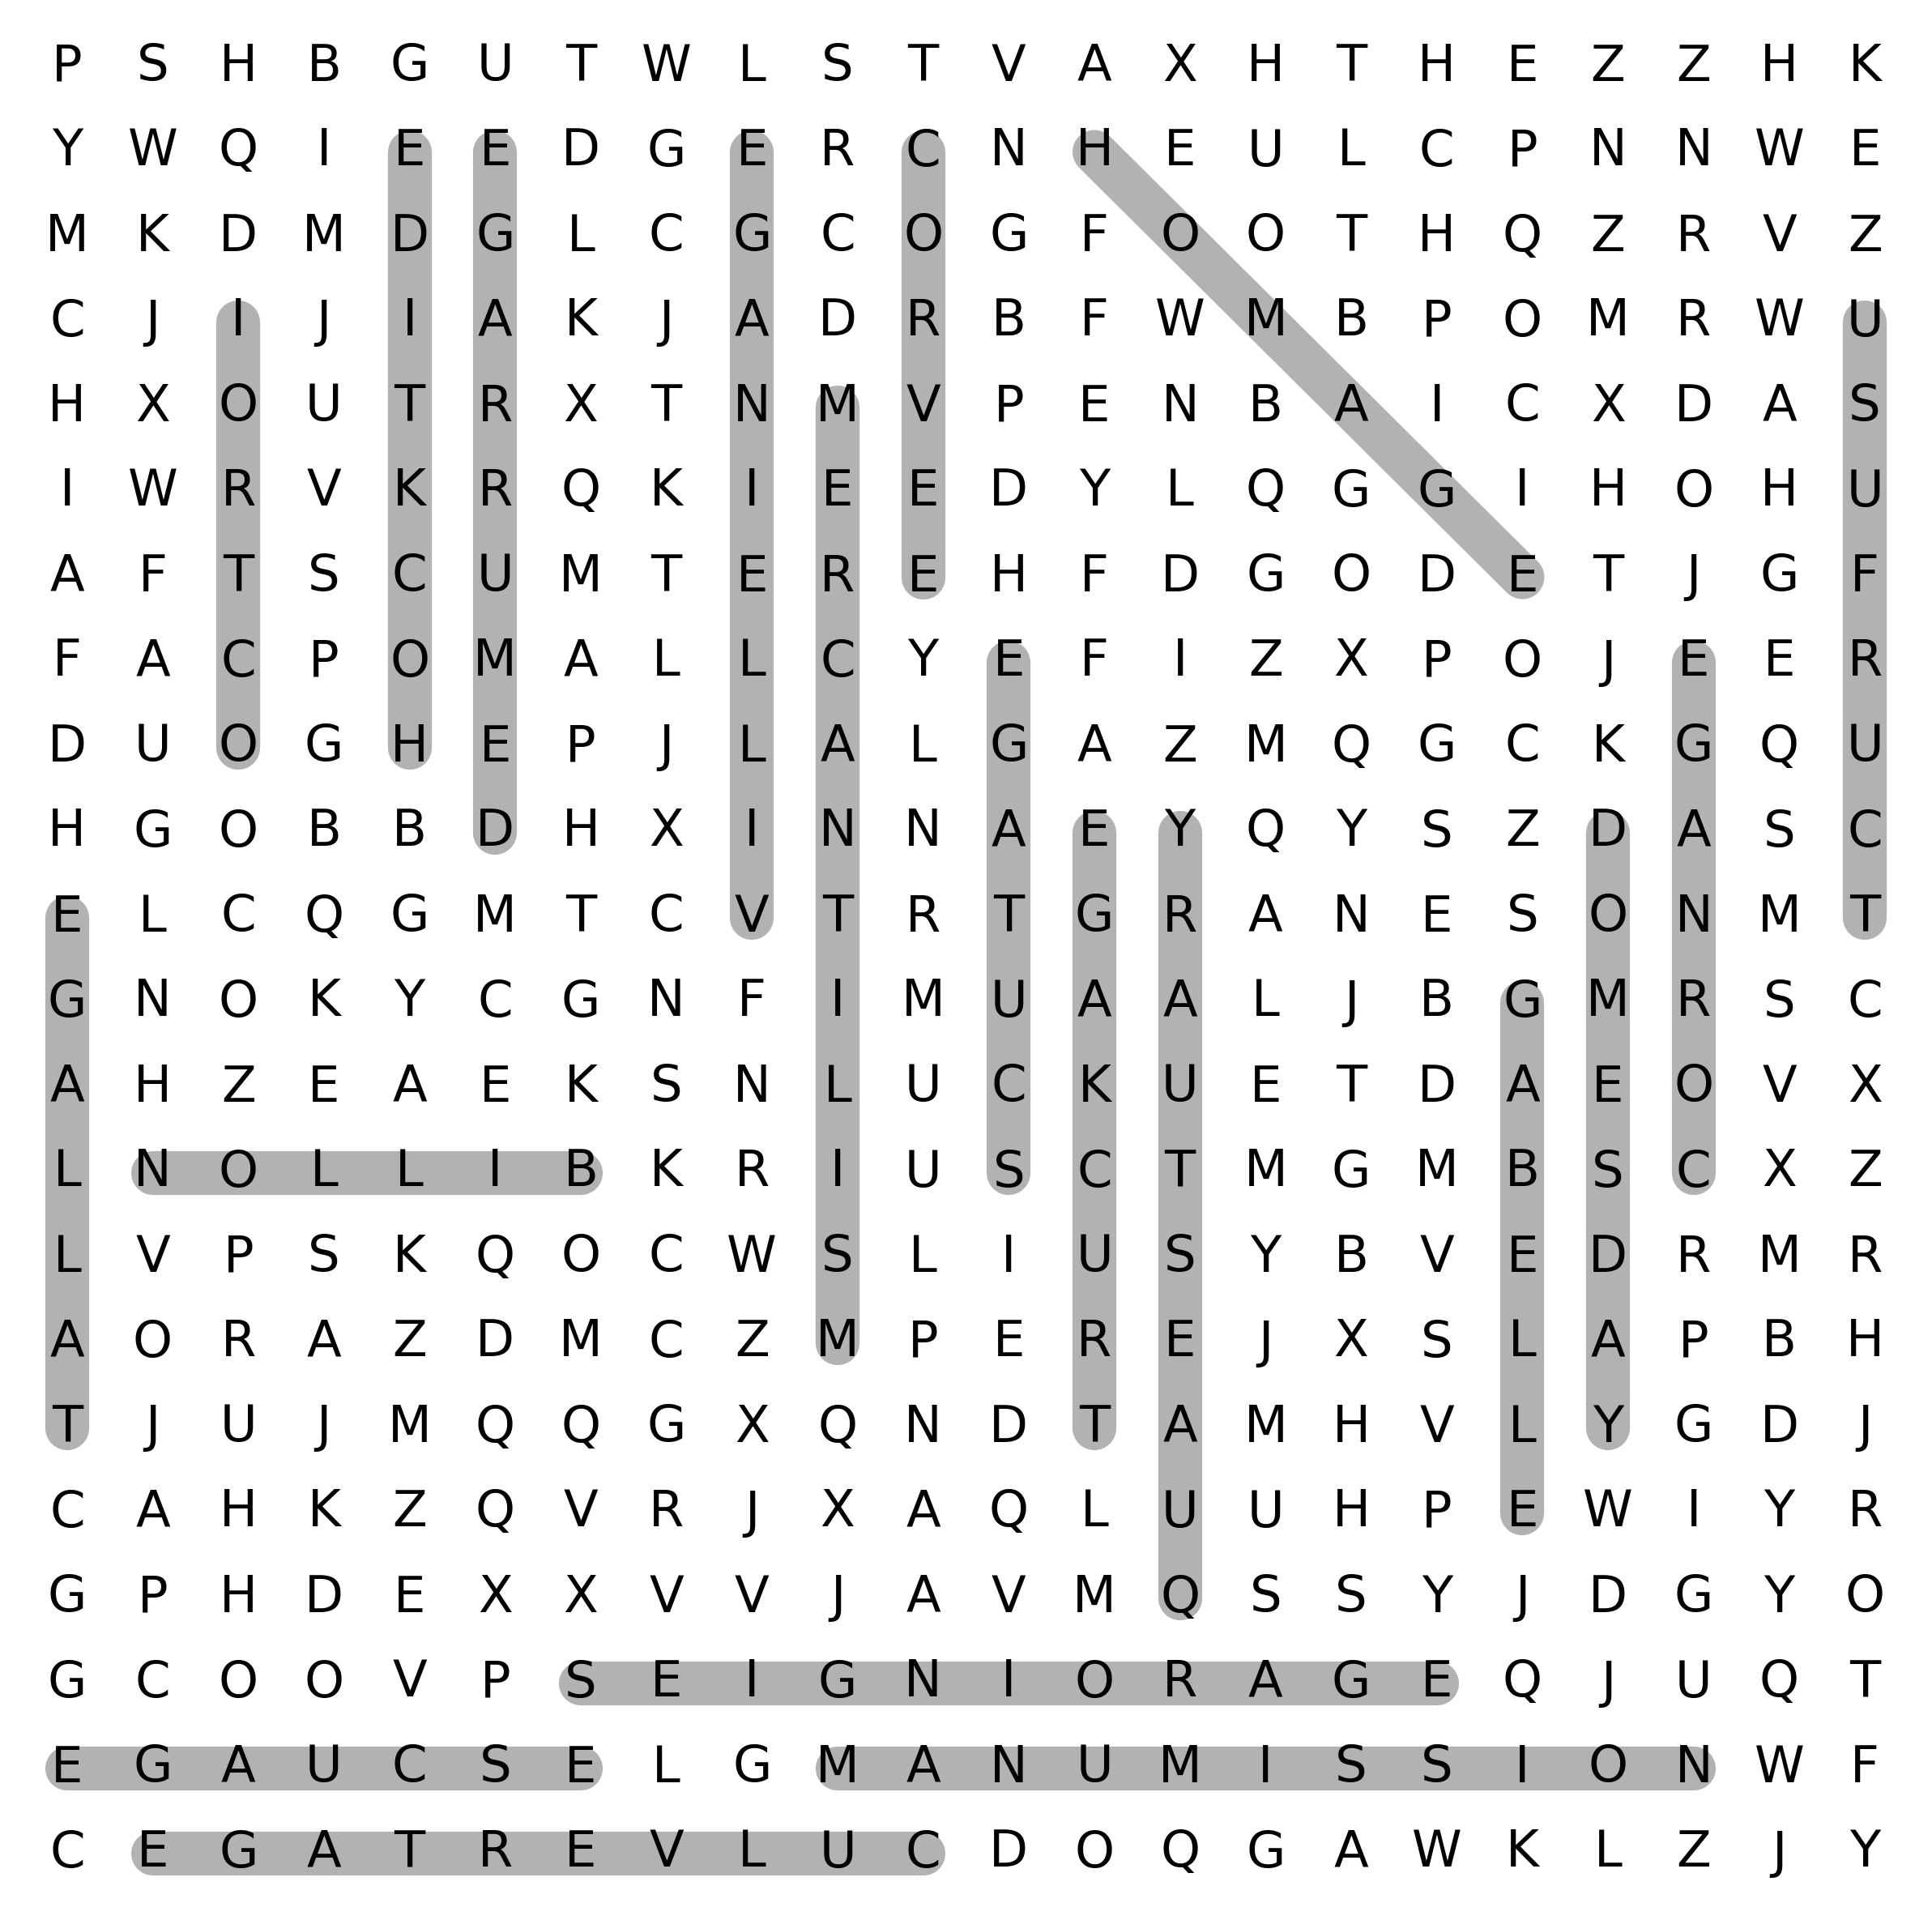 P S H B G U T W L S T V A X H T H E Z Z H K
Y W Q I E E D G E R C N H E U L C P N N W E
M K D M D G L C G C O G F O O T H Q Z R V Z
C J I J I A K J A D R B F W M B P O M R W U
H X O U T R X T N M V P E N B A I C X D A S
I W R V K R Q K I E E D Y L Q G G I H O H U
A F T S C U M T E R E H F D G O D E T J G F
F A C P O M A L L C Y E F I Z X P O J E E R
D U O G H E P J L A L G A Z M Q G C K G Q U
H G O B B D H X I N N A E Y Q Y S Z D A S C
E L C Q G M T C V T R T G R A N E S O N M T
G N O K Y C G N F I M U A A L J B G M R S C
A H Z E A E K S N L U C K U E T D A E O V X
L N O L L I B K R I U S C T M G M B S C X Z
L V P S K Q O C W S L I U S Y B V E D R M R
A O R A Z D M C Z M P E R E J X S L A P B H
T J U J M Q Q G X Q N D T A M H V L Y G D J
C A H K Z Q V R J X A Q L U U H P E W I Y R
G P H D E X X V V J A V M Q S S Y J D G Y O
G C O O V P S E I G N I O R A G E Q J U Q T
E G A U C S E L G M A N U M I S S I O N W F
C E G A T R E V L U C D O Q G A W K L Z J Y